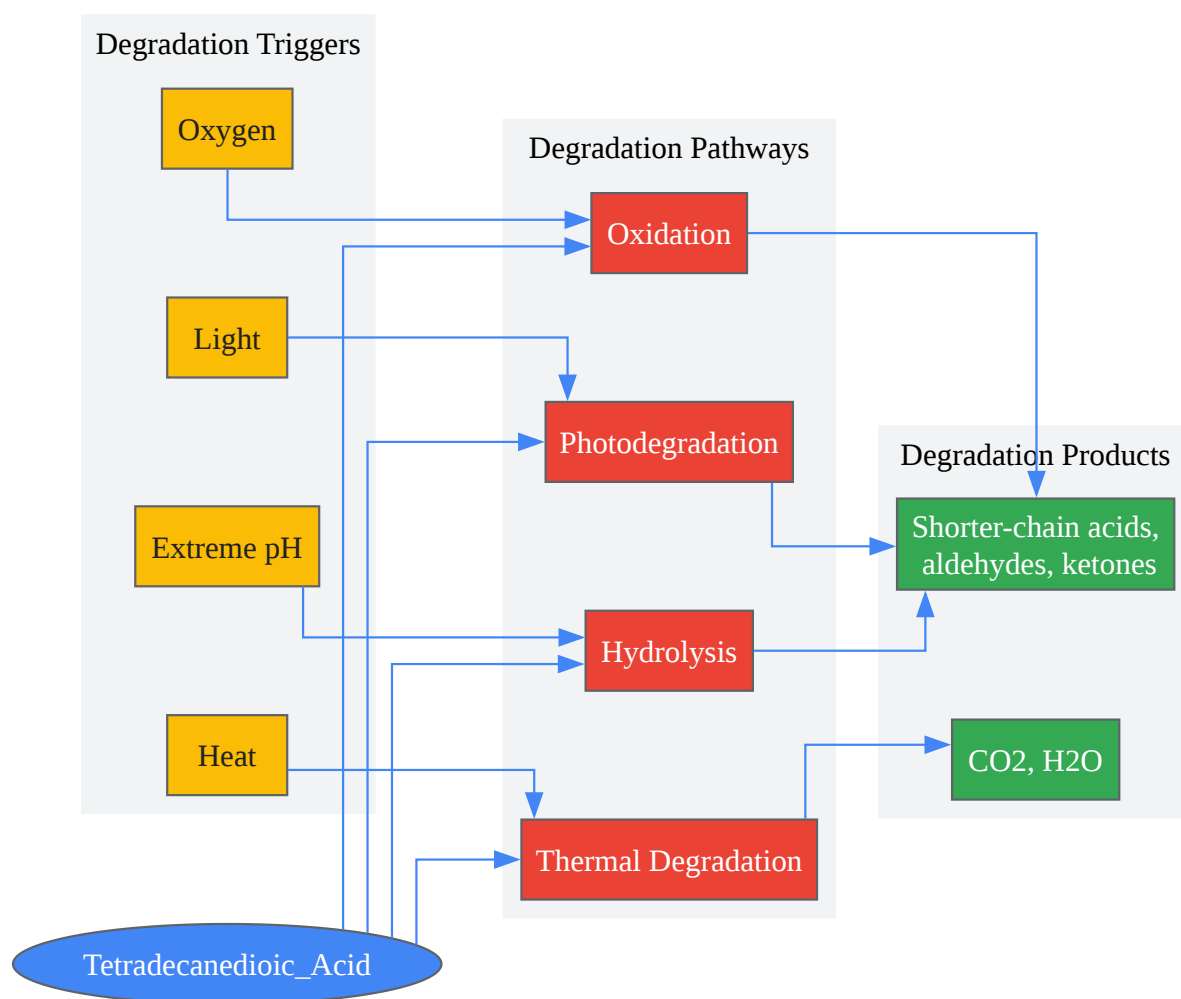 Degradation Triggers
Oxygen
Light
Extreme pH
Heat
Tetradecanedioic_Acid
Degradation Pathways
Oxidation
Photodegradation
Hydrolysis
Thermal Degradation
Degradation Products
Shorter-chain acids,
aldehydes, ketones
CO2, H2O